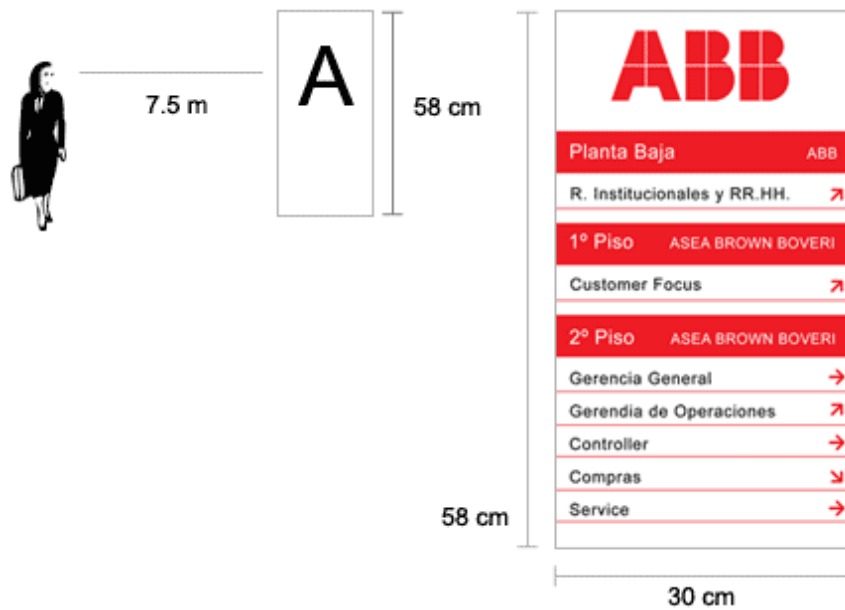 7.5 m
A
58 cm
58 cm
ABB
Planta Baja ABB
R. Institucionales y RR.HH.
1º Piso ASEA BROWN BOVERI
Customer Focus
2º Piso ASEA BROWN BOVERI
Gerencia General
Gerendia de Operaciones
Controller
Compras
Service
30 cm